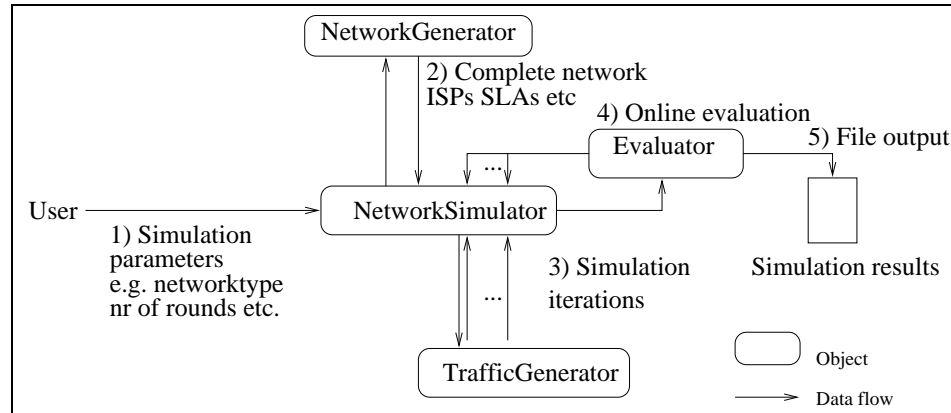 NetworkGenerator
2) Complete network
ISPs SLAs etc
4) Online evaluation
Evaluator
5) File output
...
User
NetworkSimulator
1) Simulation
parameters
e.g. networktype
nr of rounds etc.
3) Simulation
iterations
...
Simulation results
TrafficGenerator
Object
Data flow